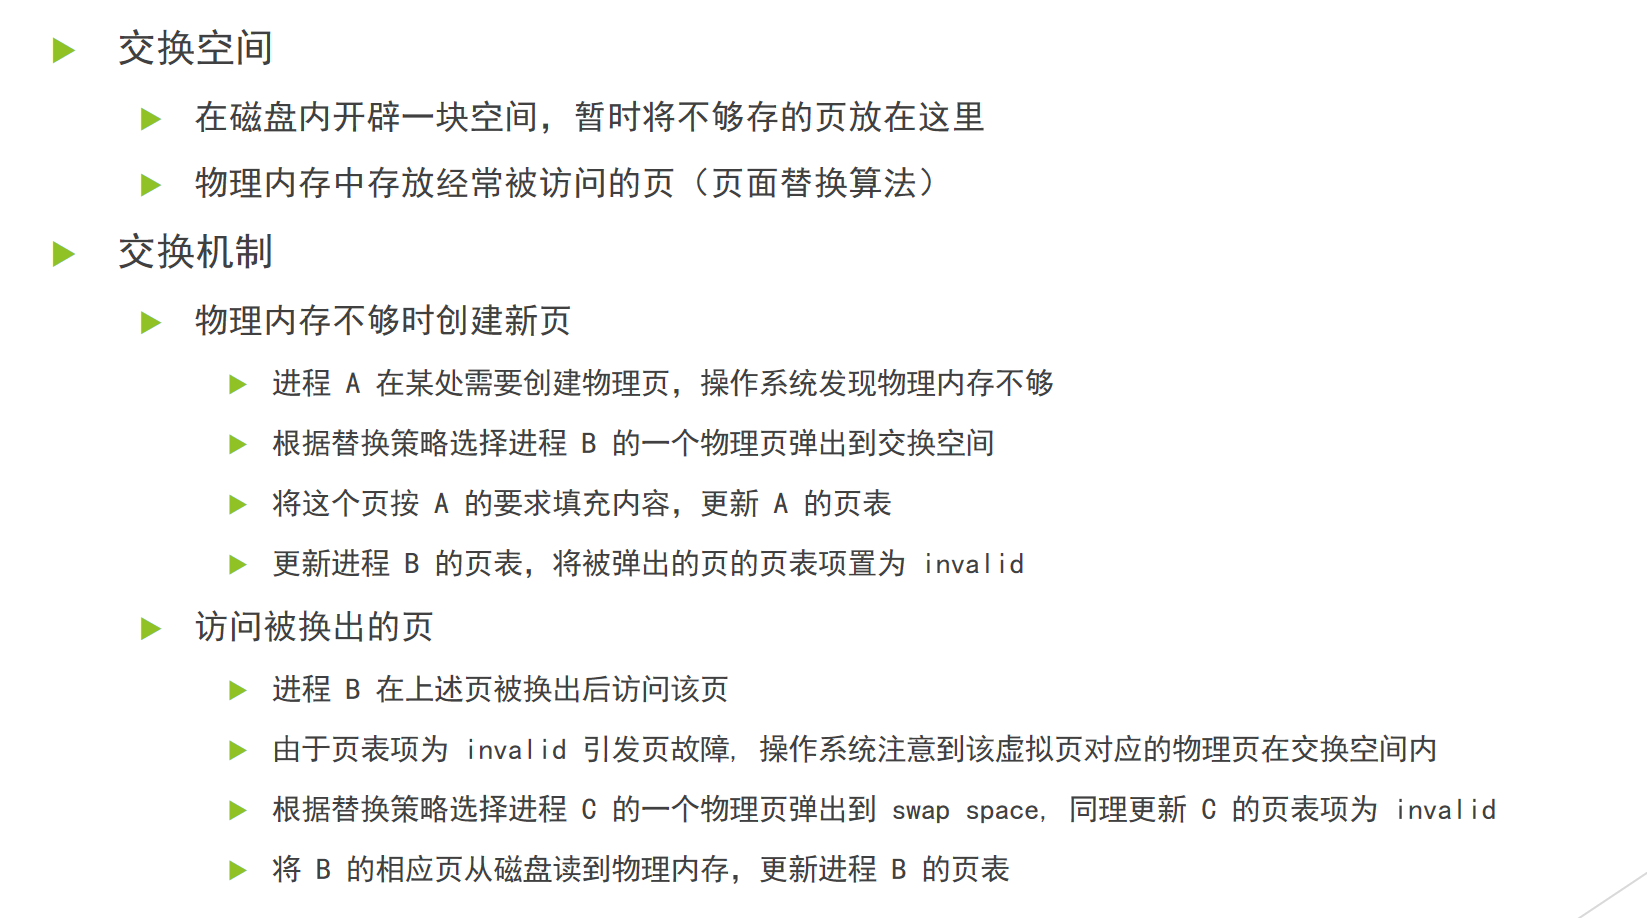 交换空间
在磁盘内开辟一块空间，暂时将不够存的页放在这里
物理内存中存放经常被访问的页（页面替换算法）
交换机制
物理内存不够时创建新页
进程 A 在某处需要创建物理页，操作系统发现物理内存不够
根据替换策略选择进程 B 的一个物理页弹出到交换空间
将这个页按 A 的要求填充内容，更新 A 的页表
更新进程 B 的页表，将被弹出的页的页表项置为 invalid
访问被换出的页
进程 B 在上述页被换出后访问该页
由于页表项为 invalid 引发页故障, 操作系统注意到该虚拟页对应的物理页在交换空间内
根据替换策略选择进程 C 的一个物理页弹出到 swap space, 同理更新 C 的页表项为 invalid
将 B 的相应页从磁盘读到物理内存，更新进程 B 的页表